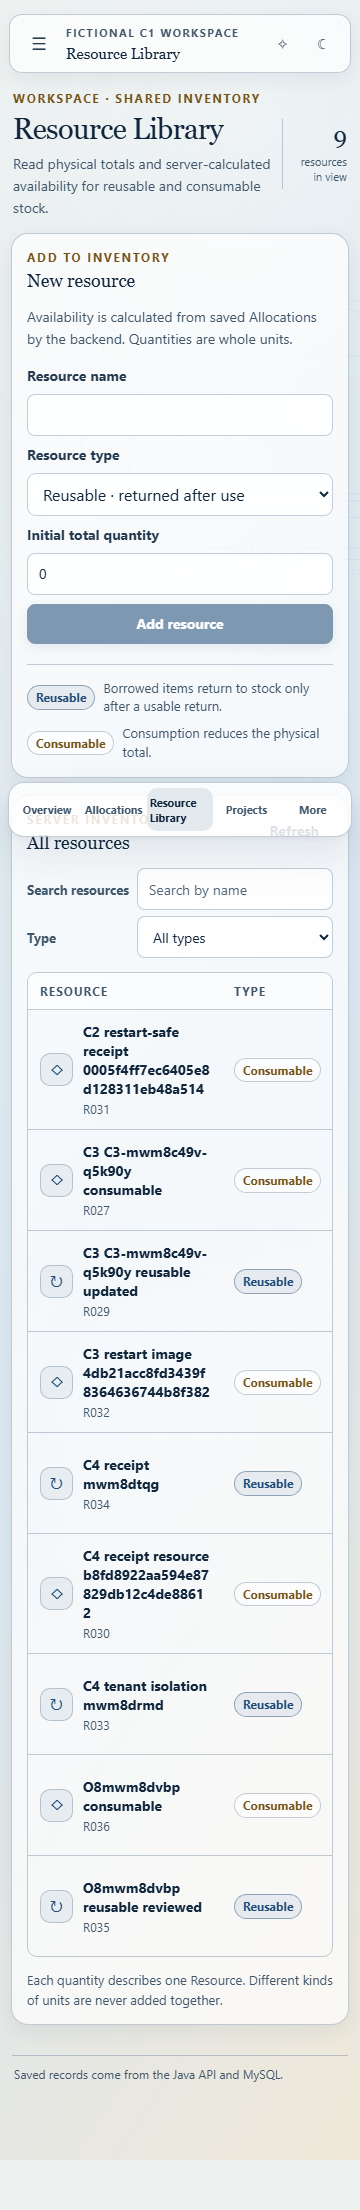 FICTIONAL C1 WORKSPACE
Resource Library
WORKSPACE · SHARED INVENTORY
Resource Library
Read physical totals and server-calculated
availability for reusable and consumable
stock.
9
resources
in view
ADD TO INVENTORY
New resource
Availability is calculated from saved Allocations
by the backend. Quantities are whole units.
Resource name
Resource type
Reusable · returned after use
Initial total quantity
0
Add resource
Reusable
Borrowed items return to stock only
after a usable return.
Consumable
Consumption reduces the physical
total.
Overview
Allocations
Resource
Library
Projects
More
SERVER INVENTO
Refresh
All resources
Search resources
Search by name
Type
All types
RESOURCE
TYPE
C2 restart-safe
receipt
0005f4ff7ec6405e8
d128311eb48a514
R031
Consumable
C3 C3-mwm8c49v-
q5k90y
consumable
R027
Consumable
C3 C3-mwm8c49v-
q5k90y reusable
updated
R029
Reusable
C3 restart image
4db21acc8fd3439f
8364636744b8f382
R032
Consumable
C4 receipt
mwm8dtqg
R034
Reusable
C4 receipt resource
b8fd8922aa594e87
829db12c4de8861
2
R030
Consumable
C4 tenant isolation
mwm8drmd
R033
Reusable
O8mwm8dvbp
consumable
R036
Consumable
O8mwm8dvbp
reusable reviewed
R035
Reusable
Each quantity describes one Resource. Different kinds
of units are never added together.
Saved records come from the Java API and MySQL.